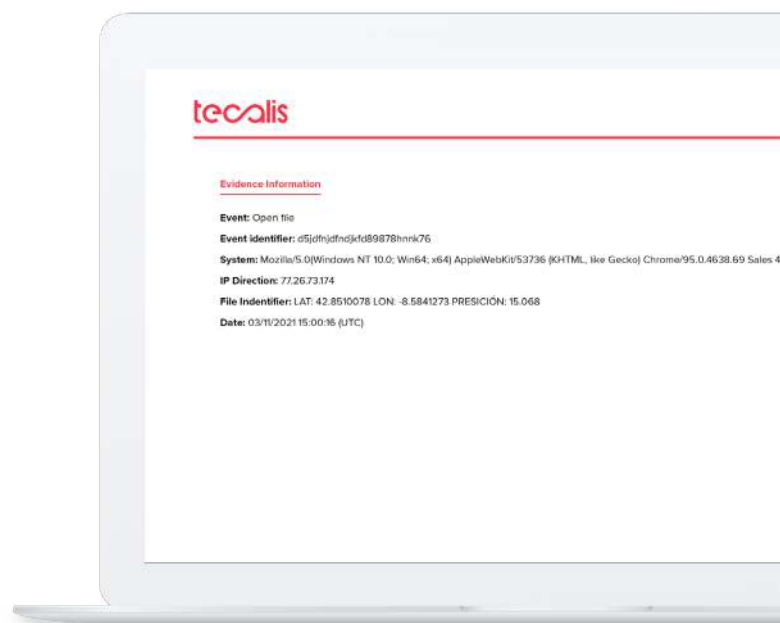 tecalis
Evidence Information
Event: Open file
Event identifier: d5jdfnjdfndjkfd89878hnnk76
System: Mozilla/5.0(Windows NT 10.0; Win64; x64) AppleWebKit/53736 (KHTML, like Gecko) Chrome/95.0.4638.69 Sales 4
IP Direction: 77.26.73.174
File Indentifier: LAT: 42.8510078 LON: -8.5841273 PRESICIÓN: 15.068
Date: 03/11/2021 15:00:16 (UTC)